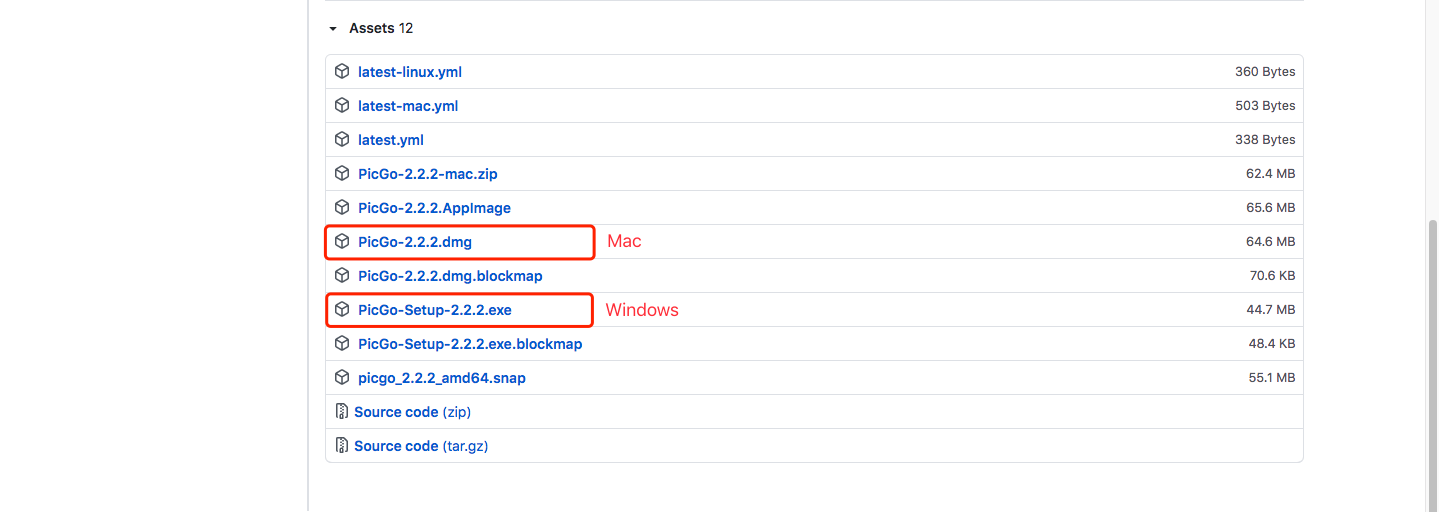 Assets 12
latest-linux.yml 360 Bytes
latest-mac.yml 503 Bytes
latest.yml 338 Bytes
PicGo-2.2.2-mac.zip 62.4 MB
PicGo-2.2.2.AppImage 65.6 MB
PicGo-2.2.2.dmg Mac 64.6 MB
PicGo-2.2.2.dmg.blockmap 70.6 KB
PicGo-Setup-2.2.2.exe Windows 44.7 MB
PicGo-Setup-2.2.2.exe.blockmap 48.4 KB
picgo_2.2.2_amd64.snap 55.1 MB
Source code (zip)
Source code (tar.gz)